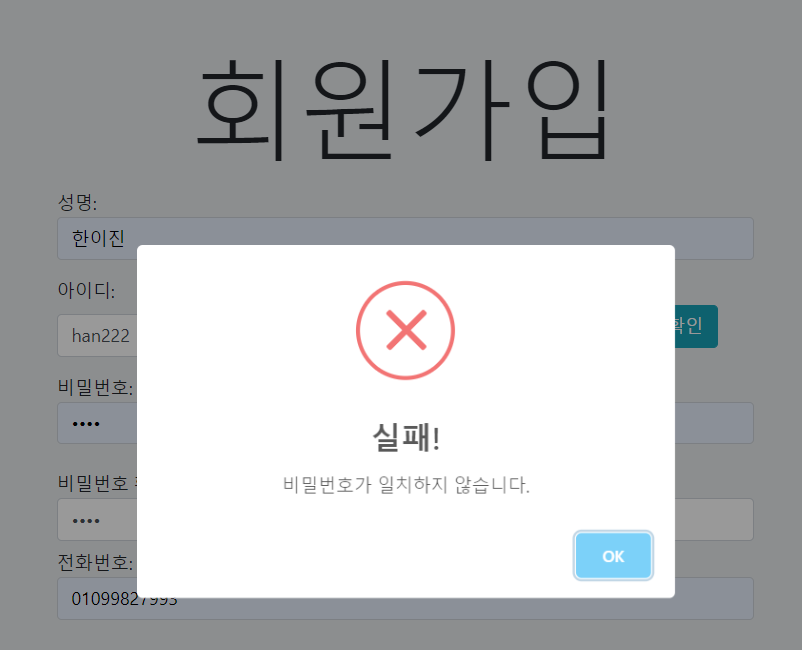 회원가입
성명:
한이진
아이디:
han222
확인
비밀번호:
••••
실패!
비밀번호가 일치하지 않습니다.
비밀번호
••••
OK
전화번호:
01099827993